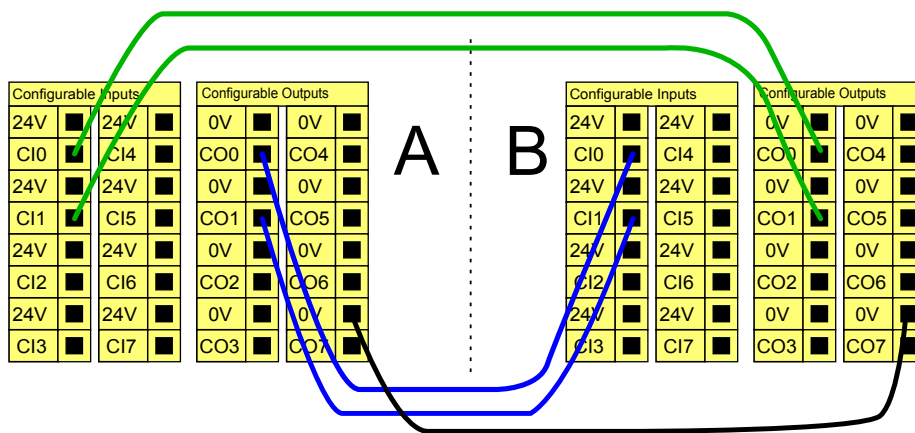 Configurable Inputs
24V 24V
CI0 CI4
24V 24V
CI1 CI5
24V 24V
CI2 CI6
24V 24V
CI3 CI7
Configurable Outputs
0V 0V
CO0 CO4
0V 0V
CO1 CO5
0V 0V
CO2 CO6
0V 0V
CO3 CO7
A
B
Configurable Inputs
24V 24V
CI0 CI4
24V 24V
CI1 CI5
24V 24V
CI2 CI6
24V 24V
CI3 CI7
Configurable Outputs
0V 0V
CO0 CO4
0V 0V
CO1 CO5
0V 0V
CO2 CO6
0V 0V
CO3 CO7